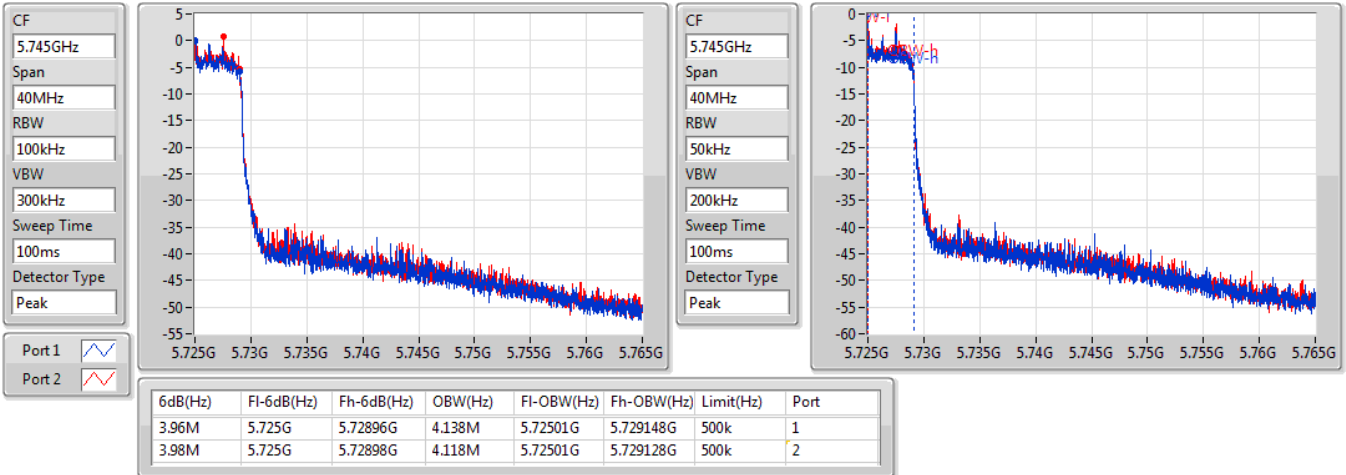 CF
5.745GHz
Span
40MHz
RBW
100kHz
VBW
300kHz
Sweep Time
100ms
Detector Type
Peak
Port 1
Port 2
5
0
-5
-10
-15
-20
-25
-30
-35
-40
-45
-50
-55
5.725G 5.73G 5.735G 5.74G 5.745G 5.75G 5.755G 5.76G 5.765G
CF
5.745GHz
Span
40MHz
RBW
50kHz
VBW
200kHz
Sweep Time
100ms
Detector Type
Peak
0
-5
-10
-15
-20
-25
-30
-35
-40
-45
-50
-55
-60
5.725G 5.73G 5.735G 5.74G 5.745G 5.75G 5.755G 5.76G 5.765G
6dB(Hz) Fl-6dB(Hz) Fh-6dB(Hz) OBW(Hz) Fl-OBW(Hz) Fh-OBW(Hz) Limit(Hz) Port
3.96M 5.725G 5.72896G 4.138M 5.72501G 5.729148G 500k 1
3.98M 5.725G 5.72898G 4.118M 5.72501G 5.729128G 500k 2